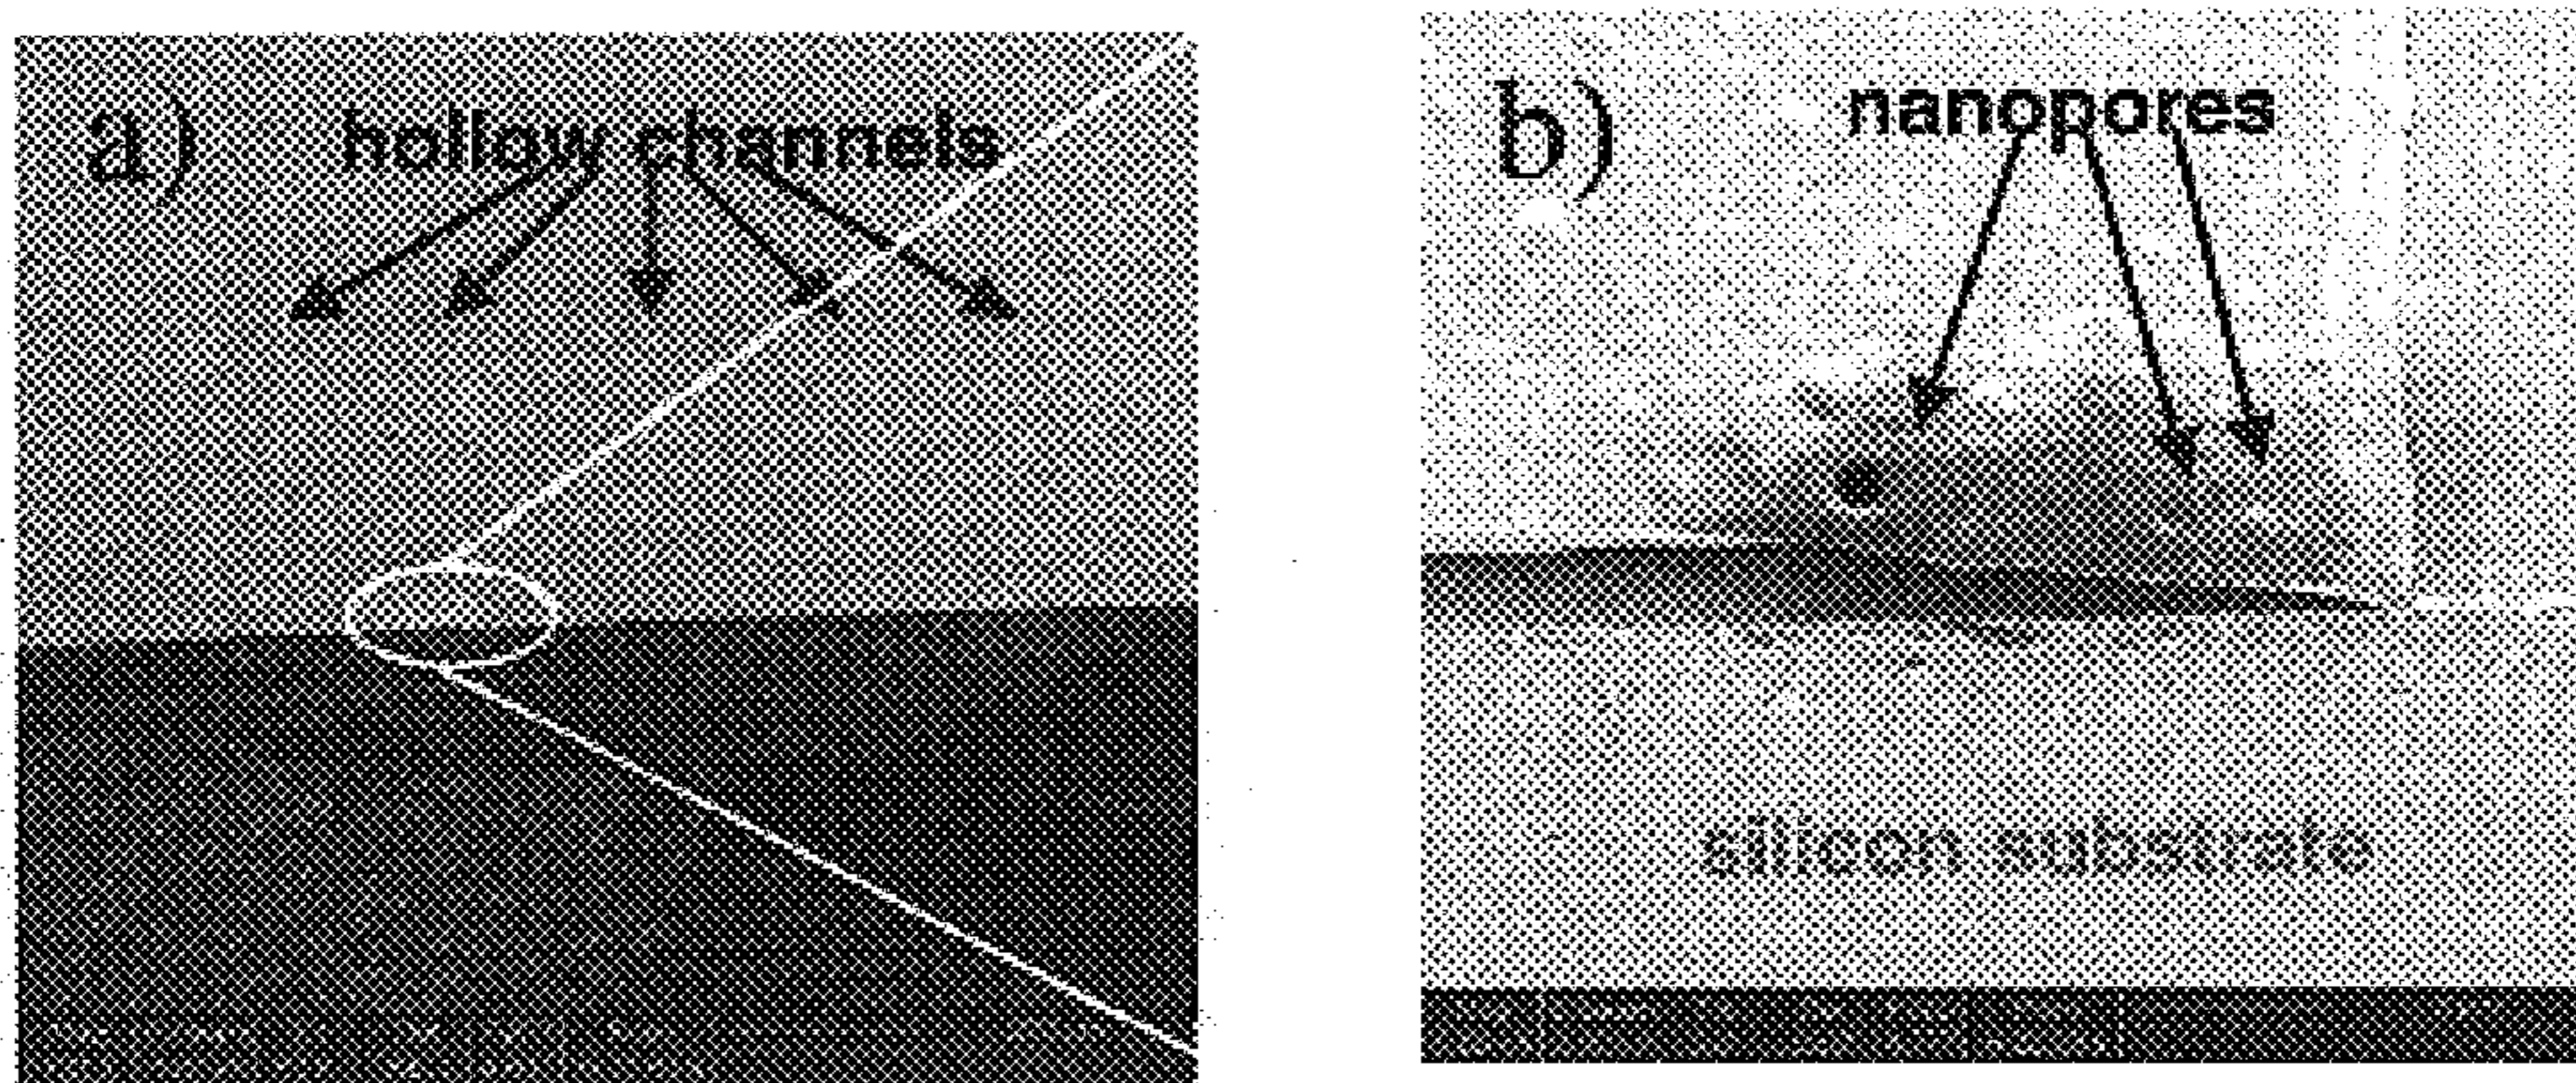 a)
hollow channels
b)
nanopores
silicon substrate